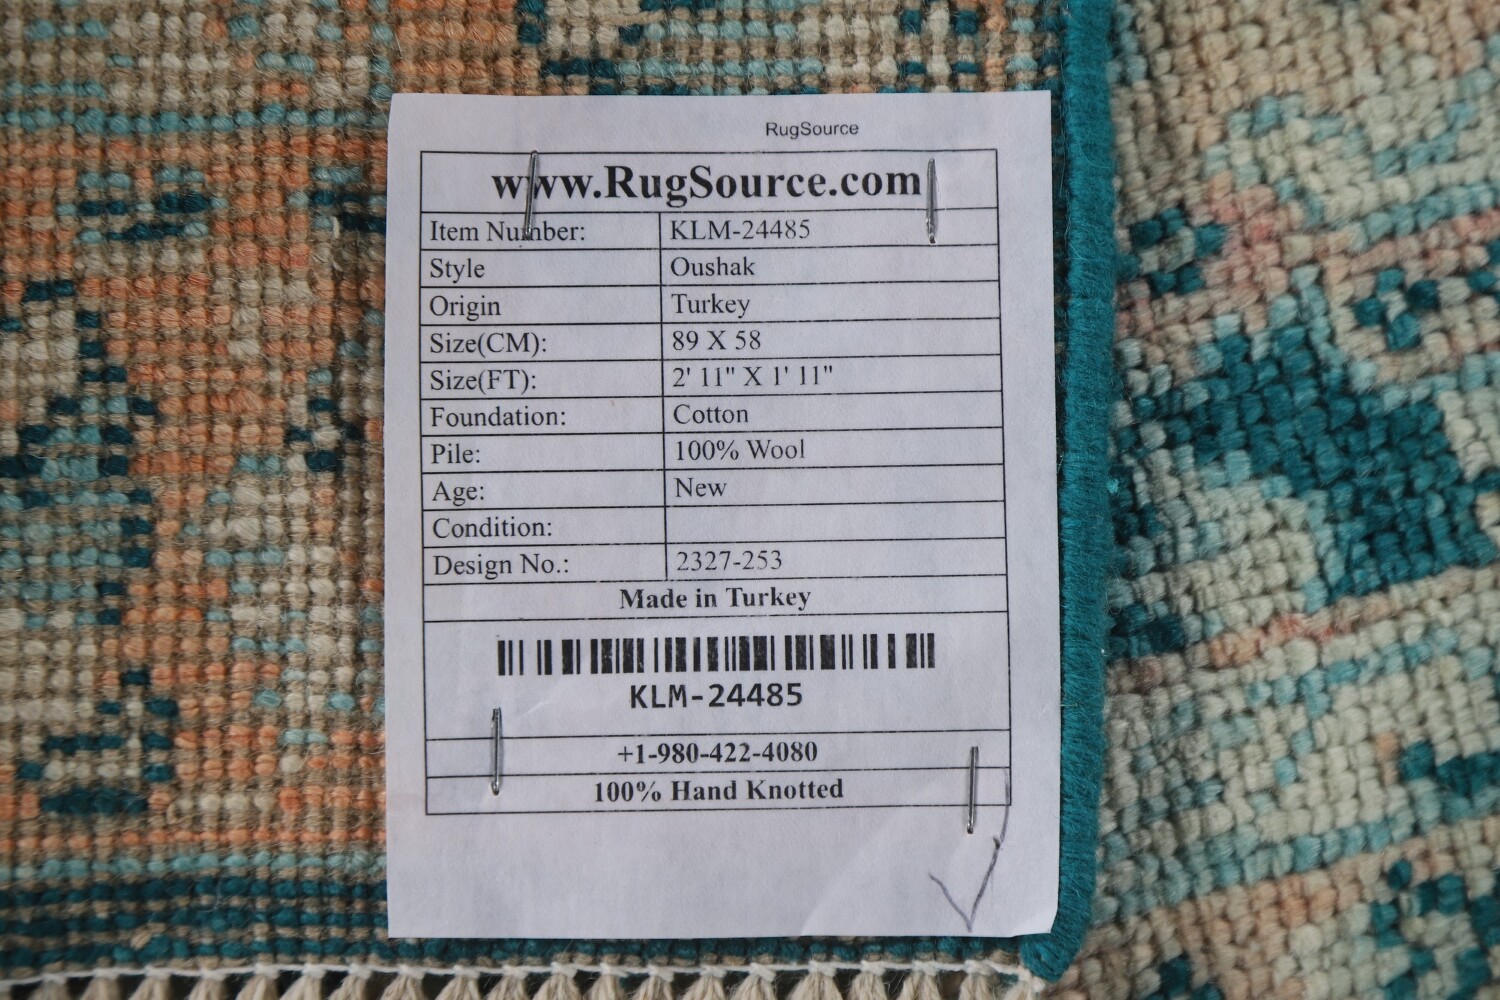 RugSource
www.RugSource.com
Item Number: KLM-24485
Style Oushak
Origin Turkey
Size(CM): 89 X 58
Size(FT): 2' 11" X 1' 11"
Foundation: Cotton
Pile: 100% Wool
Age: New
Condition:
Design No.: 2327-253
Made in Turkey
KLM-24485
+1-980-422-4080
100% Hand Knotted